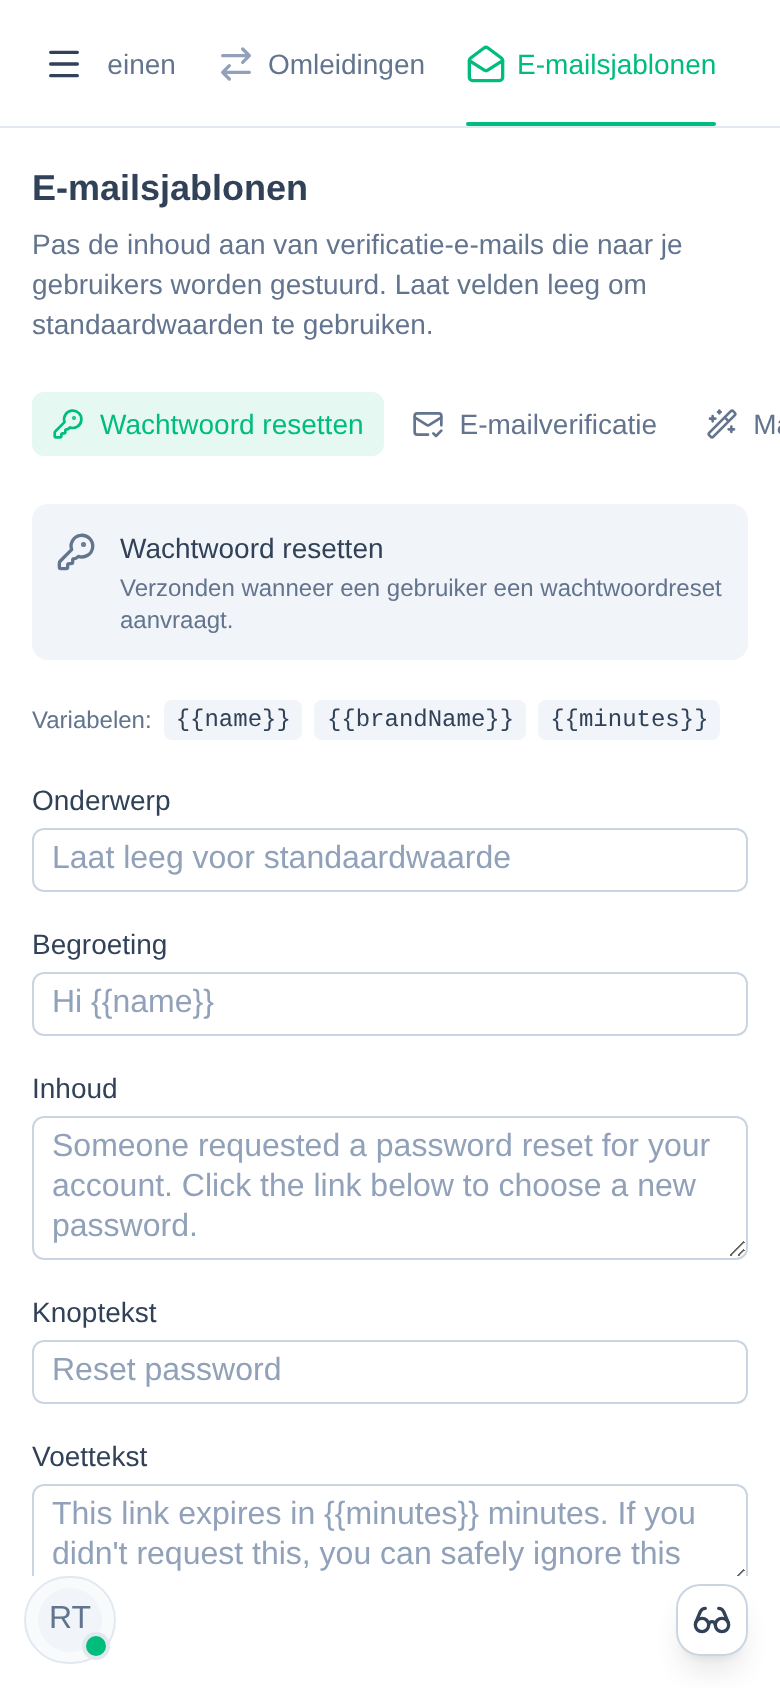 einen
Omleidingen
E-mailsjablonen
E-mailsjablonen
Pas de inhoud aan van verificatie-e-mails die naar je
gebruikers worden gestuurd. Laat velden leeg om
standaardwaarden te gebruiken.
Wachtwoord resetten
E-mailverificatie
Ma
Wachtwoord resetten
Verzonden wanneer een gebruiker een wachtwoordreset
aanvraagt.
Variabelen: {{name}} {{brandName}} {{minutes}}
Onderwerp
Laat leeg voor standaardwaarde
Begroeting
Hi {{name}}
Inhoud
Someone requested a password reset for your
account. Click the link below to choose a new
password.
Knoptekst
Reset password
Voettekst
This link expires in {{minutes}} minutes. If you
didn't request this, you can safely ignore this
RT